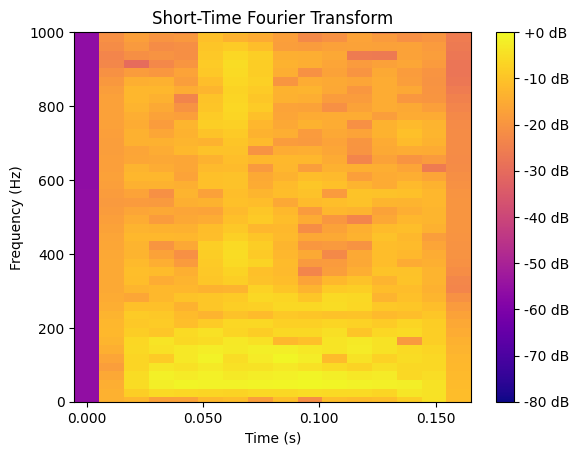 Short-Time Fourier Transform
1000
800
600
400
200
0
Frequency (Hz)
0.000
0.050
0.100
0.150
Time (s)
+0 dB
-10 dB
-20 dB
-30 dB
-40 dB
-50 dB
-60 dB
-70 dB
-80 dB